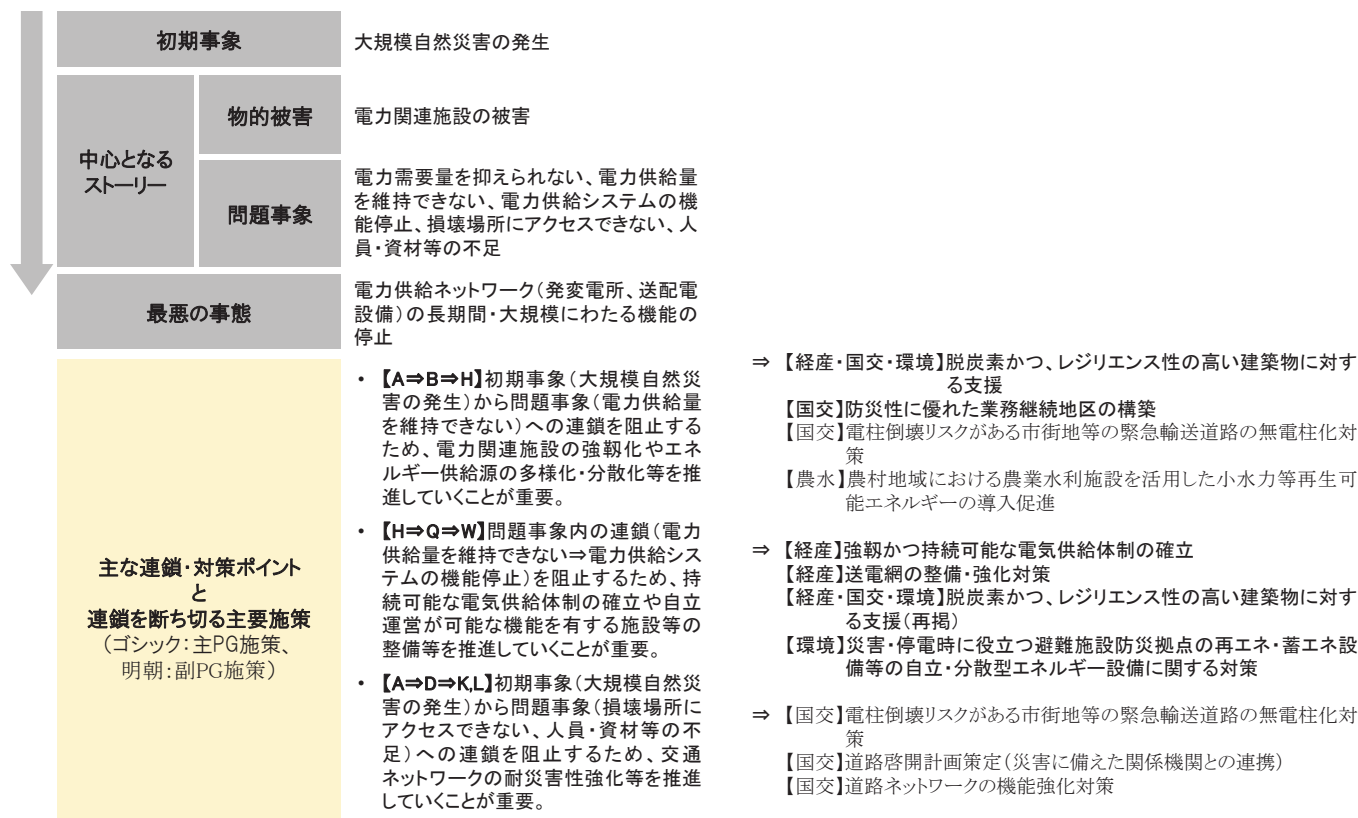 初期事象
大規模自然災害の発生
中心となる
ストーリー
物的被害
電力関連施設の被害
問題事象
電力需要量を抑えられない、電力供給量
を維持できない、電力供給システムの機
能停止、損壊場所にアクセスできない、人
員・資材等の不足
最悪の事態
電力供給ネットワーク（発変電所、送配電
設備）の長期間・大規模にわたる機能の
停止
主な連鎖・対策ポイント
と
連鎖を断ち切る主要施策
（ゴシック：主PG施策、
明朝：副PG施策）
・ 【A⇒B⇒H】初期事象（大規模自然災
害の発生）から問題事象（電力供給量
を維持できない）への連鎖を阻止する
ため、電力関連施設の強靱化やエネ
ルギー供給源の多様化・分散化等を推
進していくことが重要。
⇒ 【経産・国交・環境】脱炭素かつ、レジリエンス性の高い建築物に対す
る支援
【国交】防災性に優れた業務継続地区の構築
【国交】電柱倒壊リスクがある市街地等の緊急輸送道路の無電柱化対
策
【農水】農村地域における農業水利施設を活用した小水力等再生可
能エネルギーの導入促進
・ 【H⇒Q⇒W】問題事象内の連鎖（電力
供給量を維持できない⇒電力供給シス
テムの機能停止）を阻止するため、持
続可能な電気供給体制の確立や自立
運営が可能な機能を有する施設等の
整備等を推進していくことが重要。
⇒ 【経産】強靱かつ持続可能な電気供給体制の確立
【経産】送電網の整備・強化対策
【経産・国交・環境】脱炭素かつ、レジリエンス性の高い建築物に対す
る支援（再掲）
【環境】災害・停電時に役立つ避難施設防災拠点の再エネ・蓄エネ設
備等の自立・分散型エネルギー設備に関する対策
・ 【A⇒D⇒K,L】初期事象（大規模自然災
害の発生）から問題事象（損壊場所に
アクセスできない、人員・資材等の不
足）への連鎖を阻止するため、交通
ネットワークの耐災害性強化等を推進
していくことが重要。
⇒ 【国交】電柱倒壊リスクがある市街地等の緊急輸送道路の無電柱化対
策
【国交】道路啓開計画策定（災害に備えた関係機関との連携）
【国交】道路ネットワークの機能強化対策